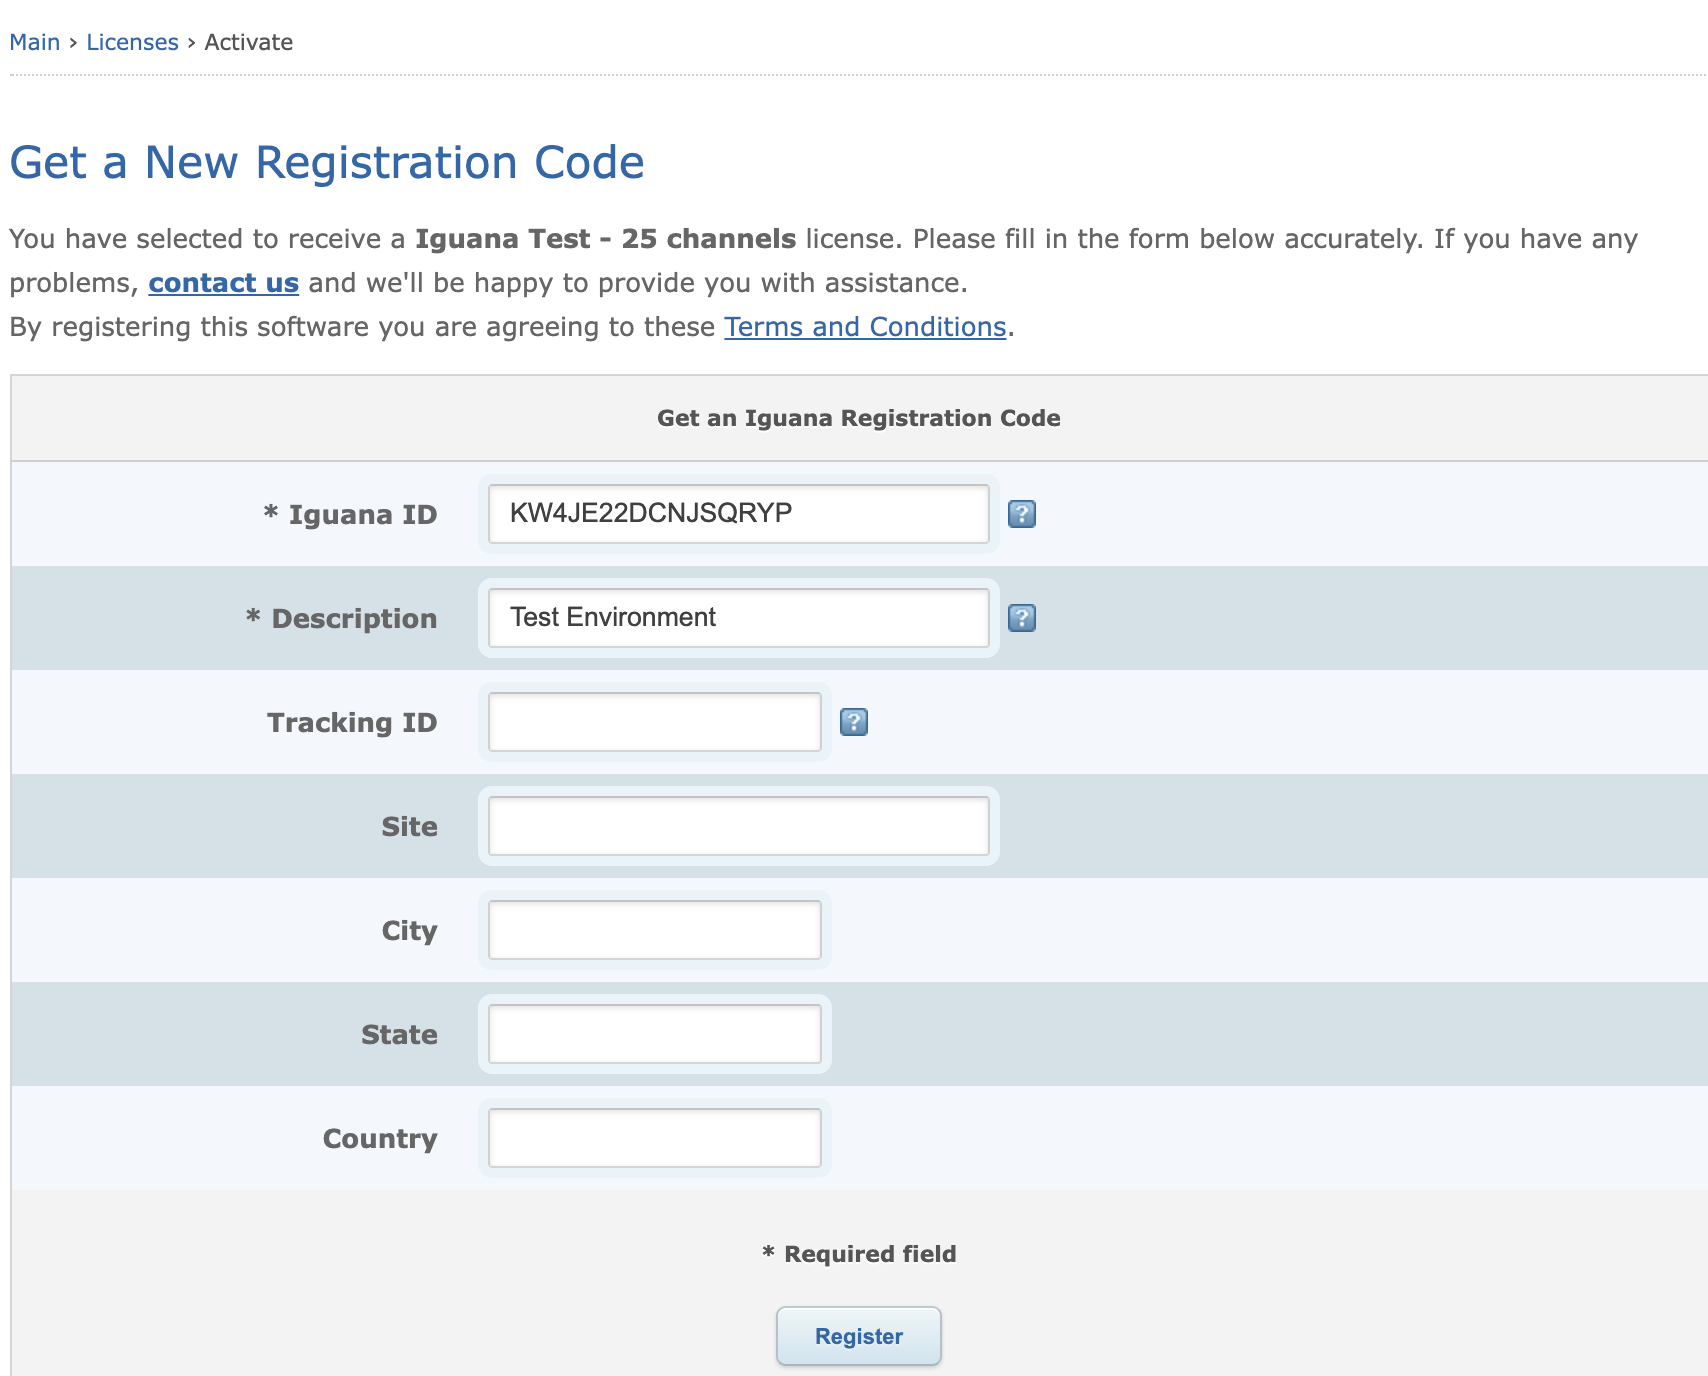 Main › Licenses › Activate
Get a New Registration Code
You have selected to receive a Iguana Test - 25 channels license. Please fill in the form below accurately. If you have any
problems, contact us and we'll be happy to provide you with assistance.
By registering this software you are agreeing to these Terms and Conditions.
Get an Iguana Registration Code
* Iguana ID KW4JE22DCNJSQRYP ?
* Description Test Environment ?
Tracking ID ?
Site
City
State
Country
* Required field
Register